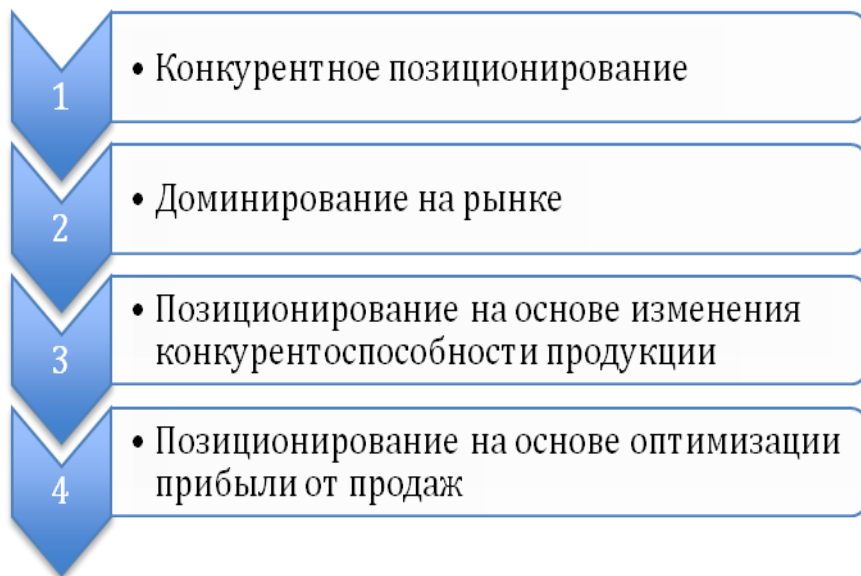 1
• Конкурентное позиционирование
2
• Доминирование на рынке
3
• Позиционирование на основе изменения
конкурентоспособности продукции
4
• Позиционирование на основе оптимизации
прибыли от продаж